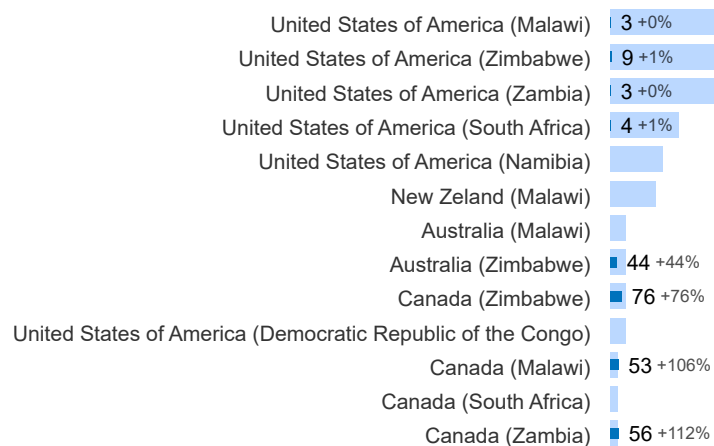 United States of America (Malawi) 3 +0%
United States of America (Zimbabwe) 9 +1%
United States of America (Zambia) 3 +0%
United States of America (South Africa) 4 +1%
United States of America (Namibia)
New Zeland (Malawi)
Australia (Malawi)
Australia (Zimbabwe) 44 +44%
Canada (Zimbabwe) 76 +76%
United States of America (Democratic Republic of the Congo)
Canada (Malawi) 53 +106%
Canada (South Africa)
Canada (Zambia) 56 +112%